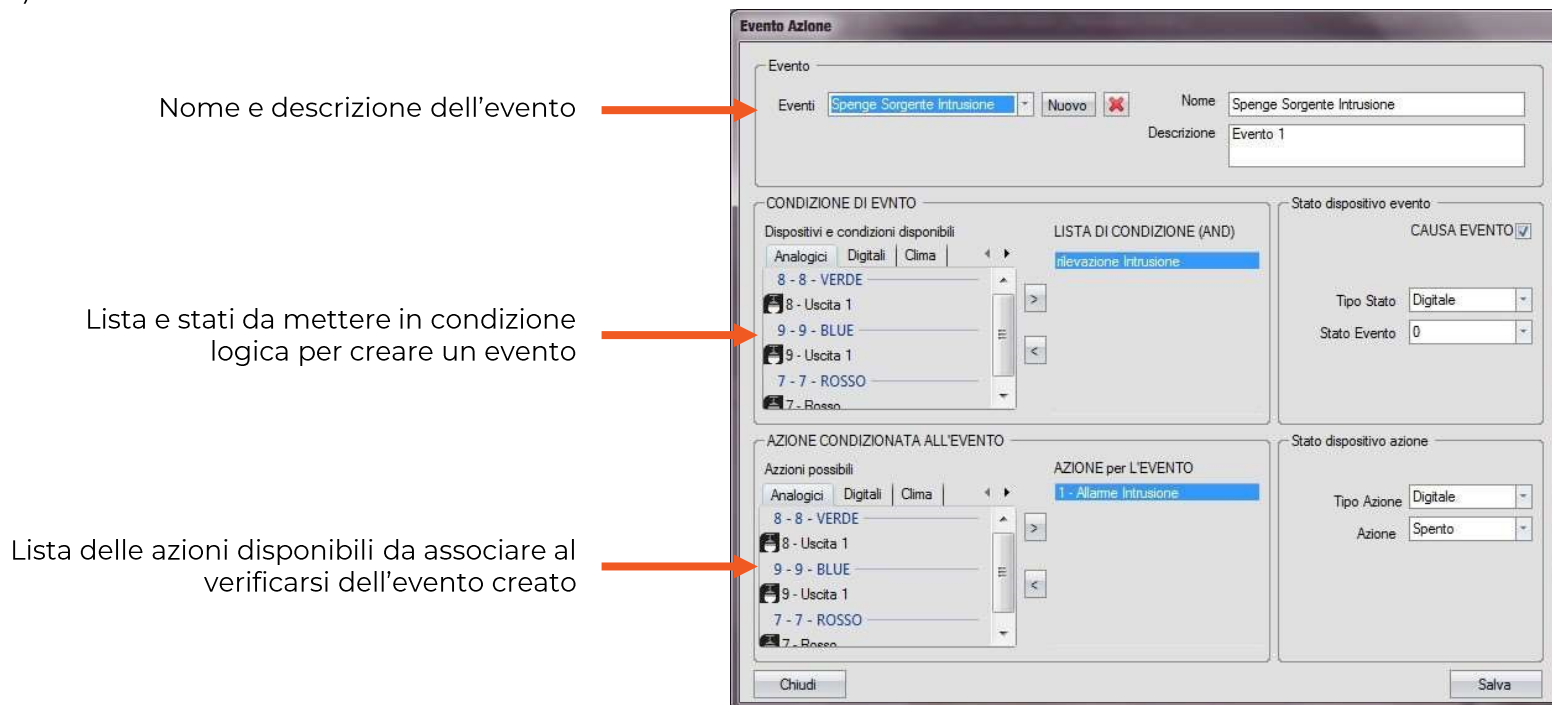 Nome e descrizione dell'evento
Lista e stati da mettere in condizione
logica per creare un evento
Lista delle azioni disponibili da associare al
verificarsi dell'evento creato
Evento Azione
Evento
Eventi Spenge Sorgente Intrusione Nuovo Nome Spenge Sorgente Intrusione
Descrizione Evento 1
CONDIZIONE DI EVNTO
Dispositivi e condizioni disponibili
Analogici Digitali Clima
8 - 8 - VERDE
8 - Uscita 1
9 - 9 - BLUE
9 - Uscita 1
7 - 7 - ROSSO
7 - Rosso
>
<
LISTA DI CONDIZIONE (AND)
rilevazione Intrusione
Stato dispositivo evento
CAUSA EVENTO
Tipo Stato Digitale
Stato Evento 0
AZIONE CONDIZIONATA ALL'EVENTO
Azzioni possibili
Analogici Digitali Clima
8 - 8 - VERDE
8 - Uscita 1
9 - 9 - BLUE
9 - Uscita 1
7 - 7 - ROSSO
7 - Rosso
>
<
AZIONE per L'EVENTO
1 - Allarme Intrusione
Stato dispositivo azione
Tipo Azione Digitale
Azione Spento
Chiudi
Salva